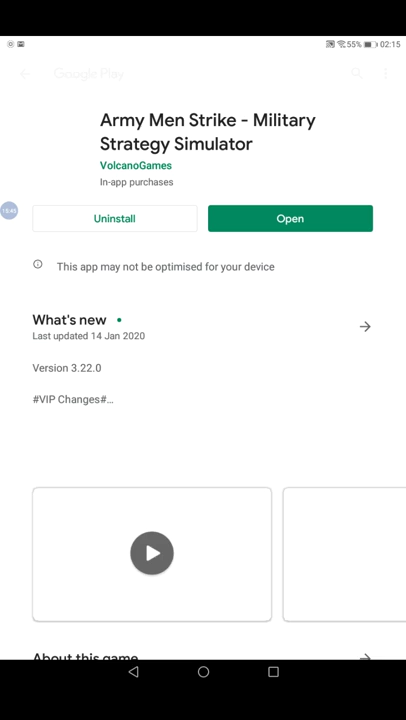 55% 02:15
Google Play
Army Men Strike - Military
Strategy Simulator
VolcanoGames
In-app purchases
Uninstall
Open
This app may not be optimised for your device
What's new
Last updated 14 Jan 2020
Version 3.22.0
#VIP Changes#...
About this game